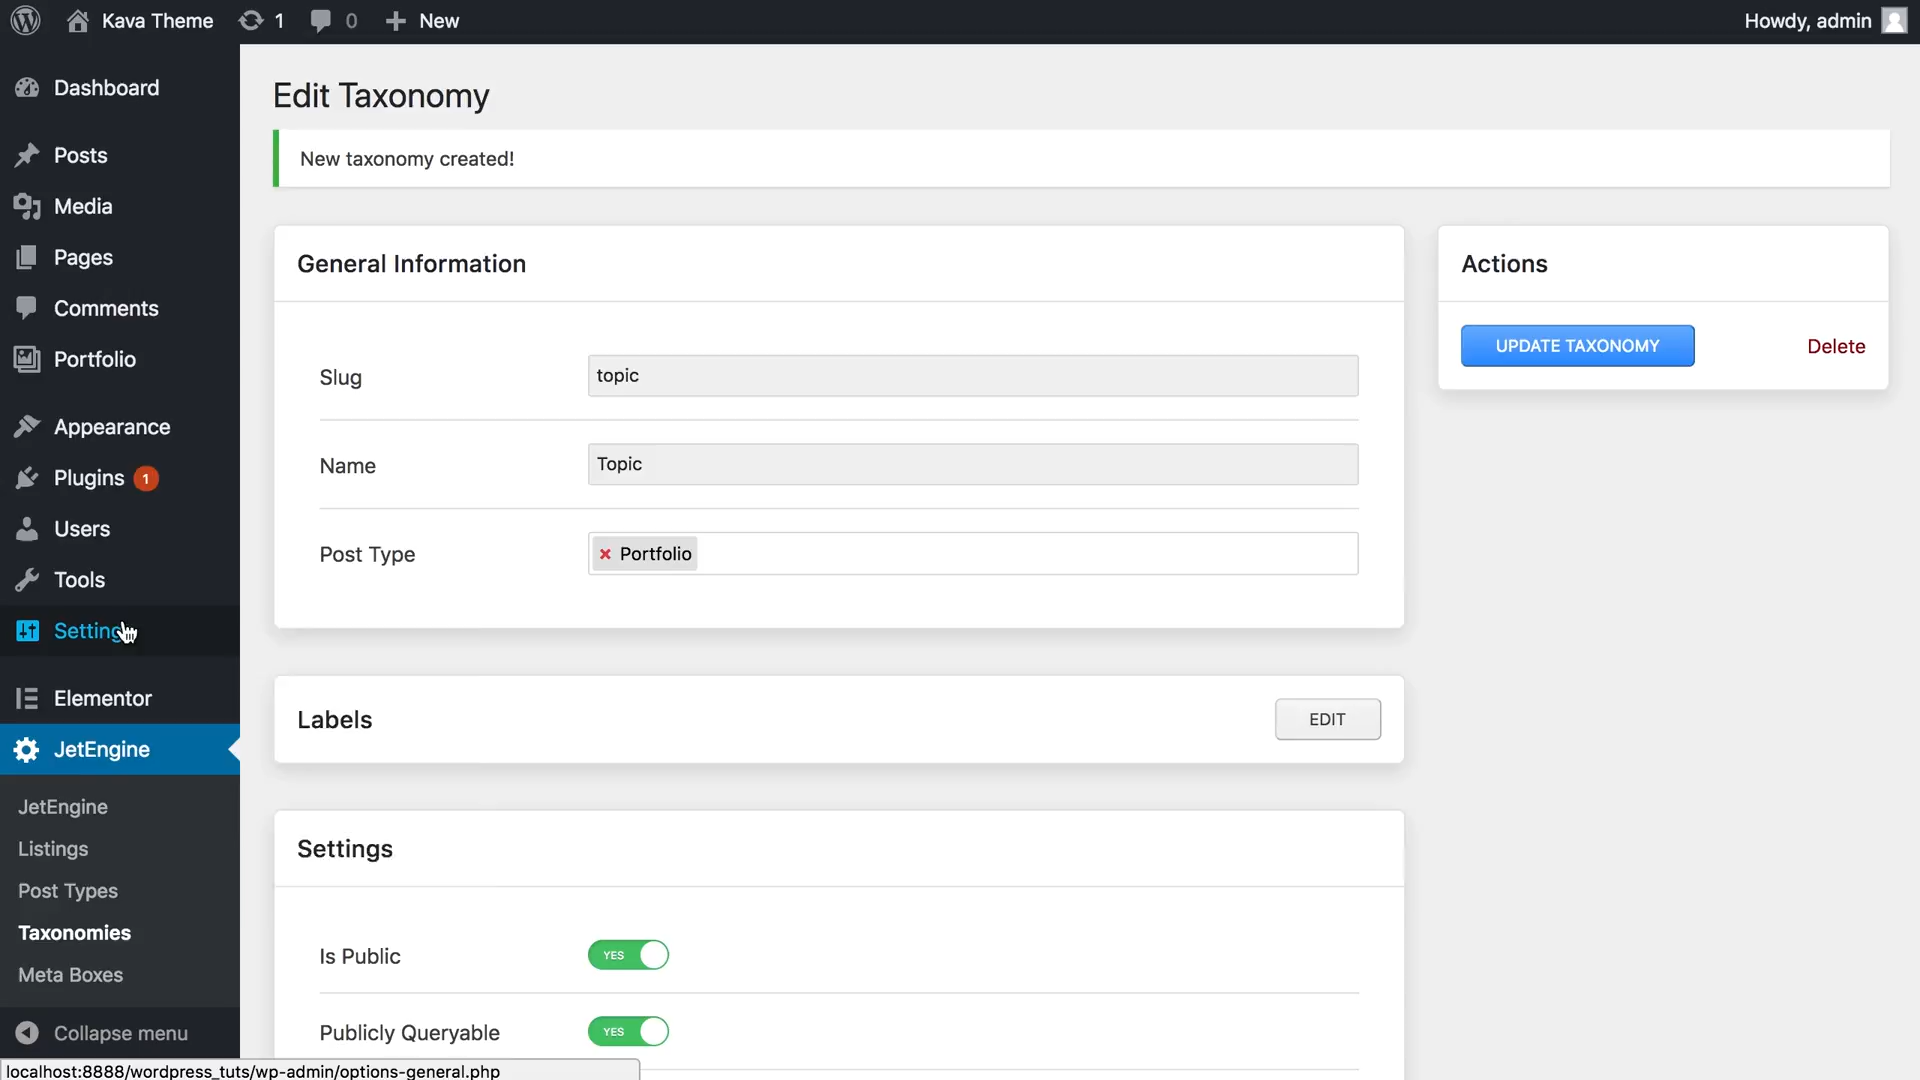 Kava Theme
1
0
New
Howdy, admin
Dashboard
Posts
Media
Pages
Comments
Portfolio
Appearance
Plugins 1
Users
Tools
Elementor
JetEngine
JetEngine
Listings
Post Types
Taxonomies
Meta Boxes
Collapse menu
Edit Taxonomy
New taxonomy created!
General Information
Slug
topic
Name
Topic
Post Type
Portfolio
Labels
EDIT
Settings
Is Public
YES
Publicly Queryable
YES
Actions
UPDATE TAXONOMY
Delete
localhost:8888/wordpress_tuts/wp-admin/options-general.php